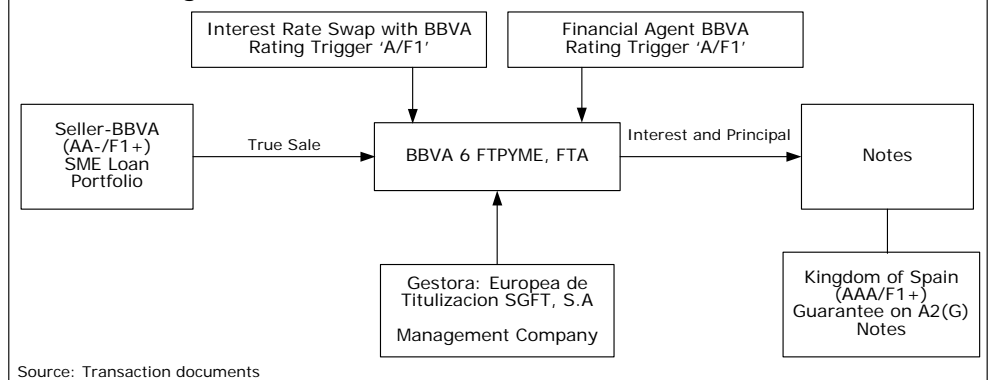 Interest Rate Swap with BBVA
Rating Trigger 'A/F1'
Financial Agent BBVA
Rating Trigger 'A/F1'
Seller-BBVA
(AA-/F1+)
SME Loan
Portfolio
True Sale
BBVA 6 FTPYME, FTA
Interest and Principal
Notes
Gestora: Europea de
Titulizacion SGFT, S.A
Management Company
Kingdom of Spain
(AAA/F1+)
Guarantee on A2(G)
Notes
Source: Transaction documents